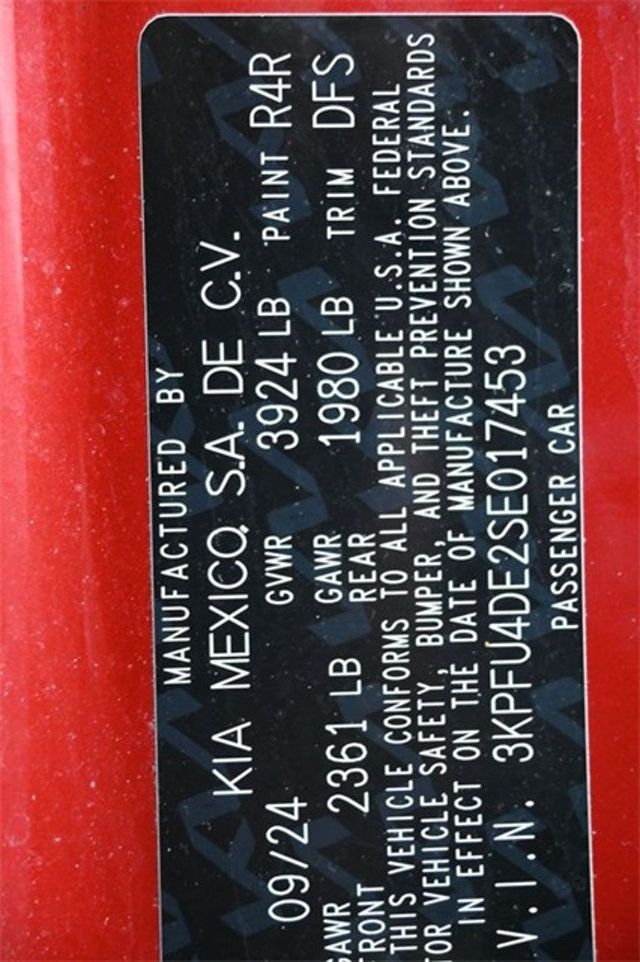 MANUFACTURED BY
KIA MEXICO, S.A. DE C.V.
09/24 GVWR 3924 LB PAINT R4R
GAWR FRONT 2361 LB GAWR REAR 1980 LB TRIM DFS
THIS VEHICLE CONFORMS TO ALL APPLICABLE U.S.A. FEDERAL
TOR VEHICLE SAFETY, BUMPER, AND THEFT PREVENTION STANDARDS
IN EFFECT ON THE DATE OF MANUFACTURE SHOWN ABOVE.
V.I.N. 3KPFU4DE2SE017453
PASSENGER CAR